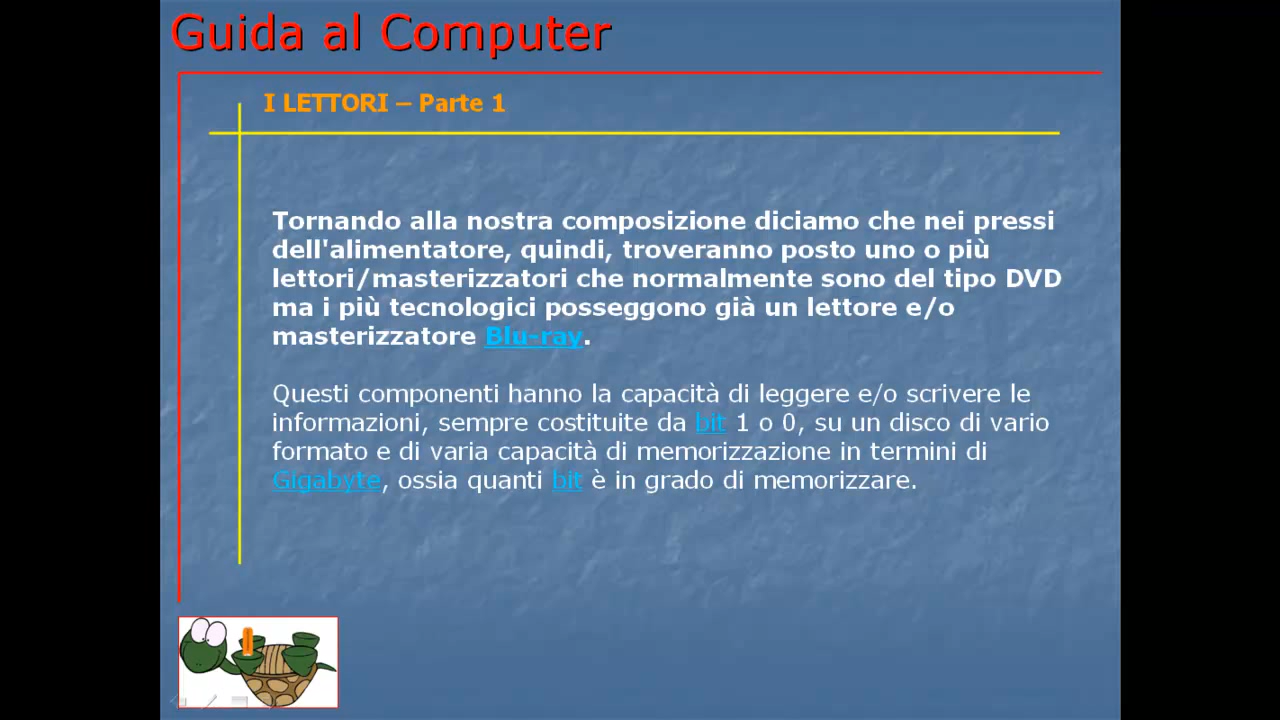 Guida al Computer
I LETTORI – Parte 1
Tornando alla nostra composizione diciamo che nei pressi
dell'alimentatore, quindi, troveranno posto uno o più
lettori/masterizzatori che normalmente sono del tipo DVD
ma i più tecnologici posseggono già un lettore e/o
masterizzatore Blu-ray.
Questi componenti hanno la capacità di leggere e/o scrivere le
informazioni, sempre costituite da bit 1 o 0, su un disco di vario
formato e di varia capacità di memorizzazione in termini di
Gigabyte, ossia quanti bit è in grado di memorizzare.